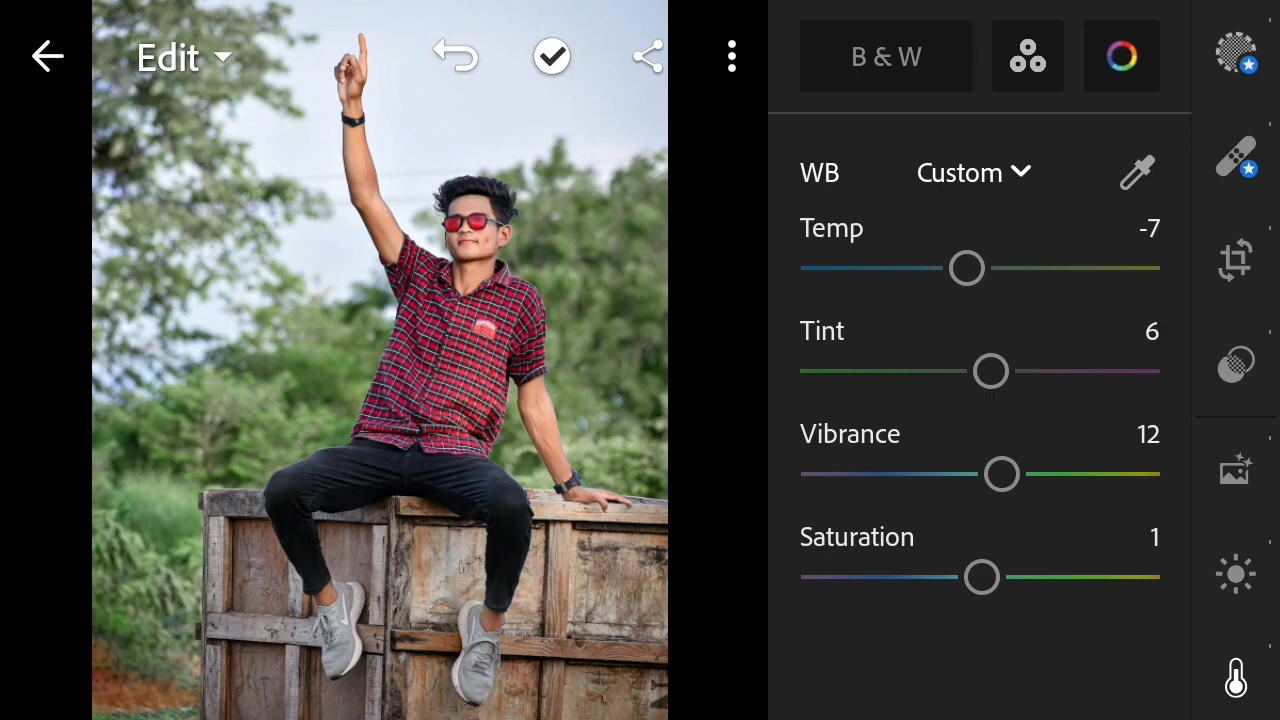 Edit
B & W
WB Custom
Temp -7
Tint 6
Vibrance 12
Saturation 1